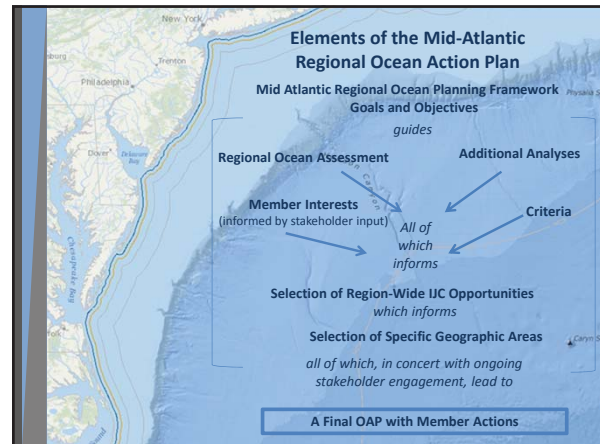 New York
Trenton
Philadelphia
Dover
Delaware
Bay
Chesapeake Bay
Elements of the Mid-Atlantic
Regional Ocean Action Plan
Mid Atlantic Regional Ocean Planning Framework
Goals and Objectives
guides
Regional Ocean Assessment
Additional Analyses
Member Interests
(informed by stakeholder input)
Criteria
All of
which
informs
Selection of Region-Wide IJC Opportunities
which informs
Selection of Specific Geographic Areas
all of which, in concert with ongoing
stakeholder engagement, lead to
A Final OAP with Member Actions